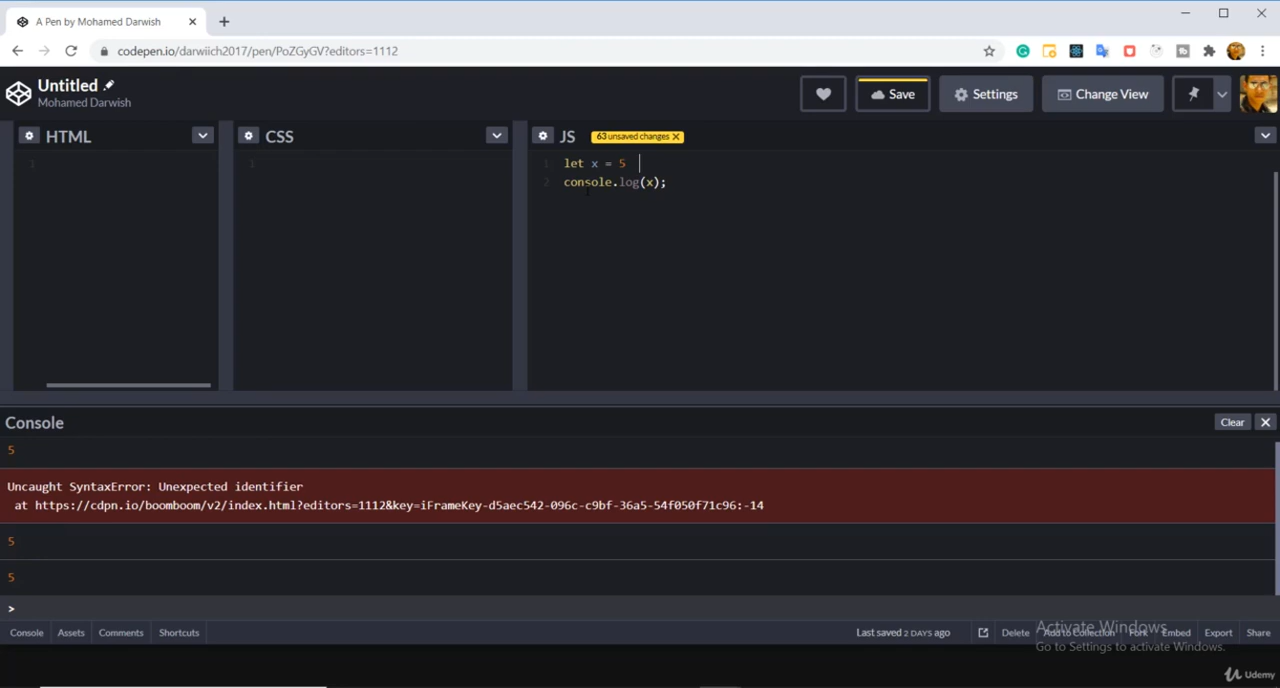 A Pen by Mohamed Darwish
codepen.io/darwiich2017/pen/PoZGyGV?editors=1112
Untitled
Mohamed Darwish
Save
Settings
Change View
HTML
CSS
JS
63 unsaved changes X
1
1
1 let x = 5
2 console.log(x);
Console
Clear
5
Uncaught SyntaxError: Unexpected identifier
at https://cdpn.io/boomboom/v2/index.html?editors=1112&key=iFrameKey-d5aec542-096c-c9bf-36a5-54f050f71c96:-14
5
5
>
Console Assets Comments Shortcuts
Last saved 2 DAYS ago
Delete Add to Collection Fork Embed Export Share
Activate Windows
Go to Settings to activate Windows.
Udemy